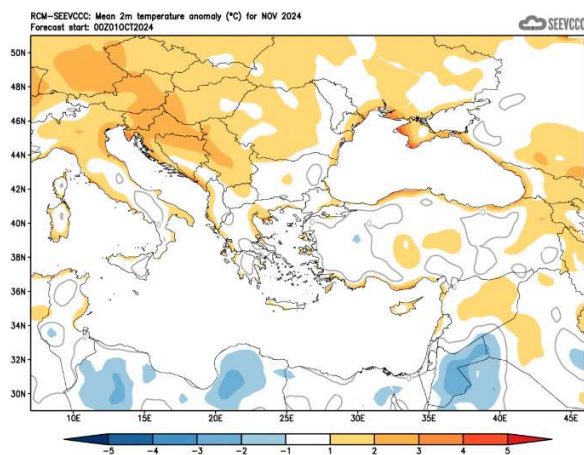 RCM-SEEVCCC: Mean 2m temperature anomaly (°C) for NOV 2024
Forecast start: 00Z01OCT2024
SEEVCCC
50N
48N
46N
44N
42N
40N
38N
36N
34N
32N
30N
10E 15E 20E 25E 30E 35E 40E 45E
-5 -4 -3 -2 -1 1 2 3 4 5